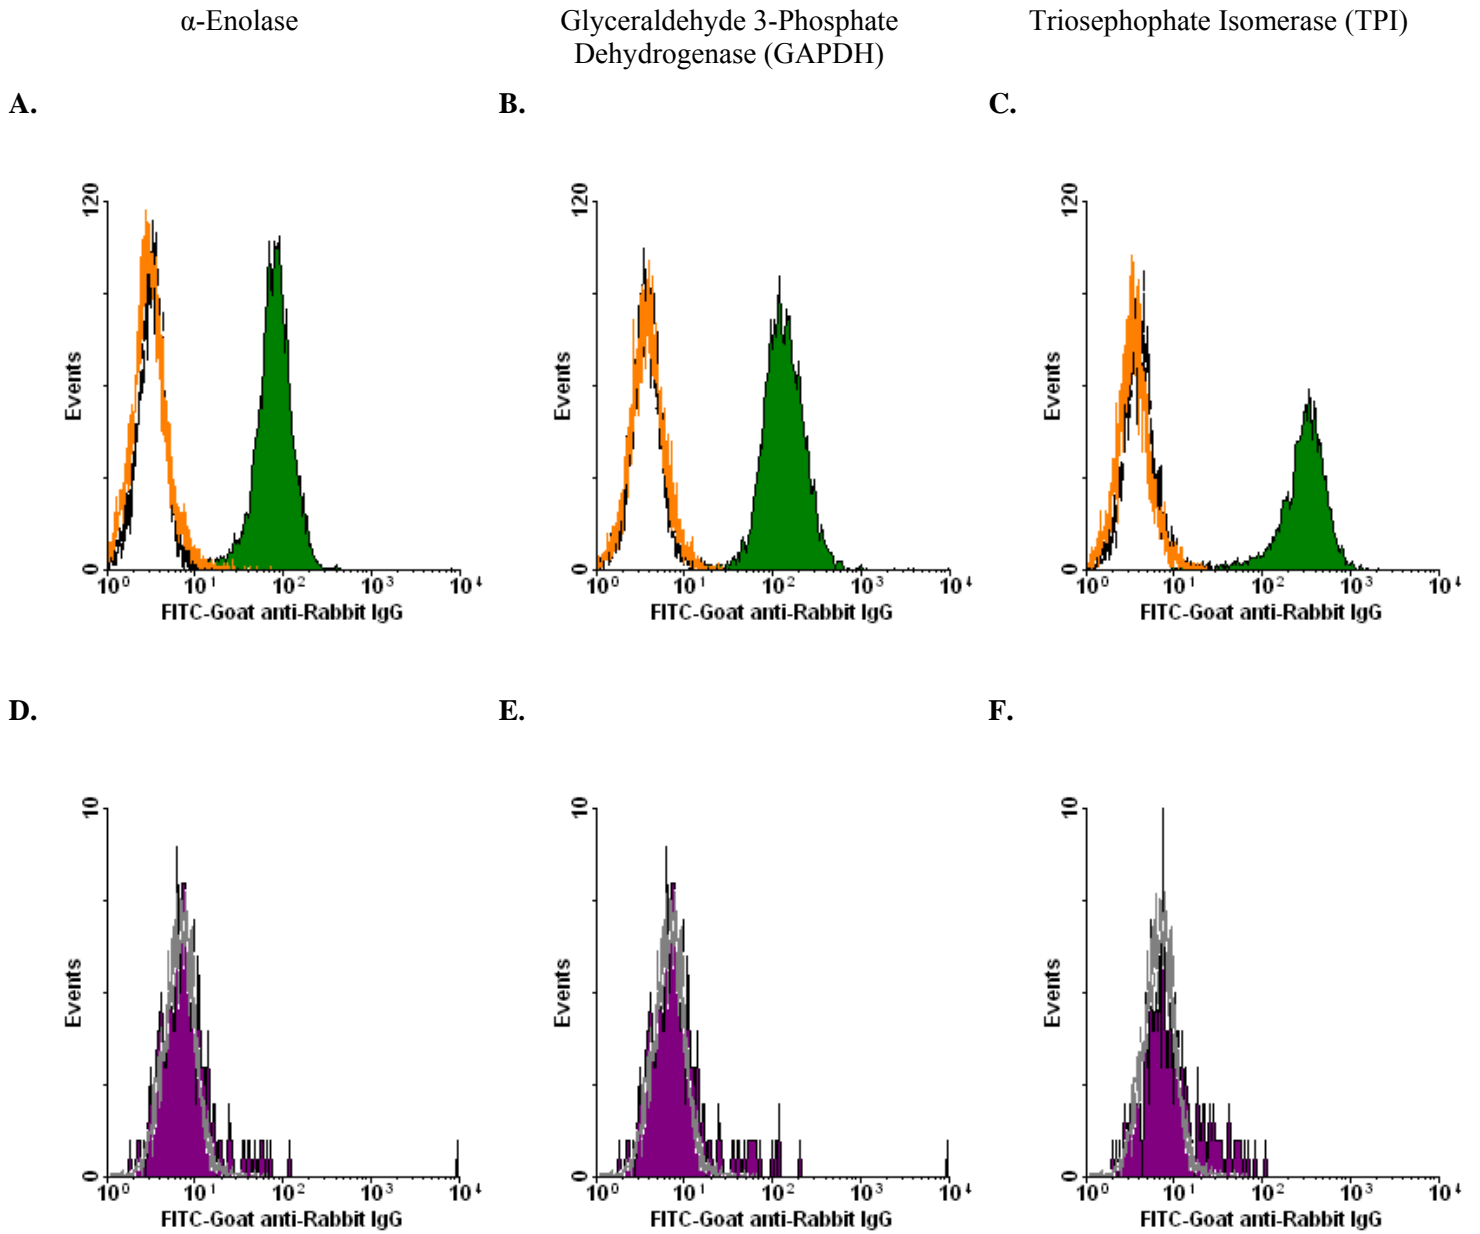 α-Enolase
Glyceraldehyde 3-Phosphate
Dehydrogenase (GAPDH)
Triosephophate Isomerase (TPI)
A.
B.
C.
120
Events
0
10⁰ 10¹ 10² 10³ 10⁴
FITC-Goat anti-Rabbit IgG
120
Events
0
10⁰ 10¹ 10² 10³ 10⁴
FITC-Goat anti-Rabbit IgG
120
Events
0
10⁰ 10¹ 10² 10³ 10⁴
FITC-Goat anti-Rabbit IgG
D.
E.
F.
10
Events
0
10⁰ 10¹ 10² 10³ 10⁴
FITC-Goat anti-Rabbit IgG
10
Events
0
10⁰ 10¹ 10² 10³ 10⁴
FITC-Goat anti-Rabbit IgG
10
Events
0
10⁰ 10¹ 10² 10³ 10⁴
FITC-Goat anti-Rabbit IgG